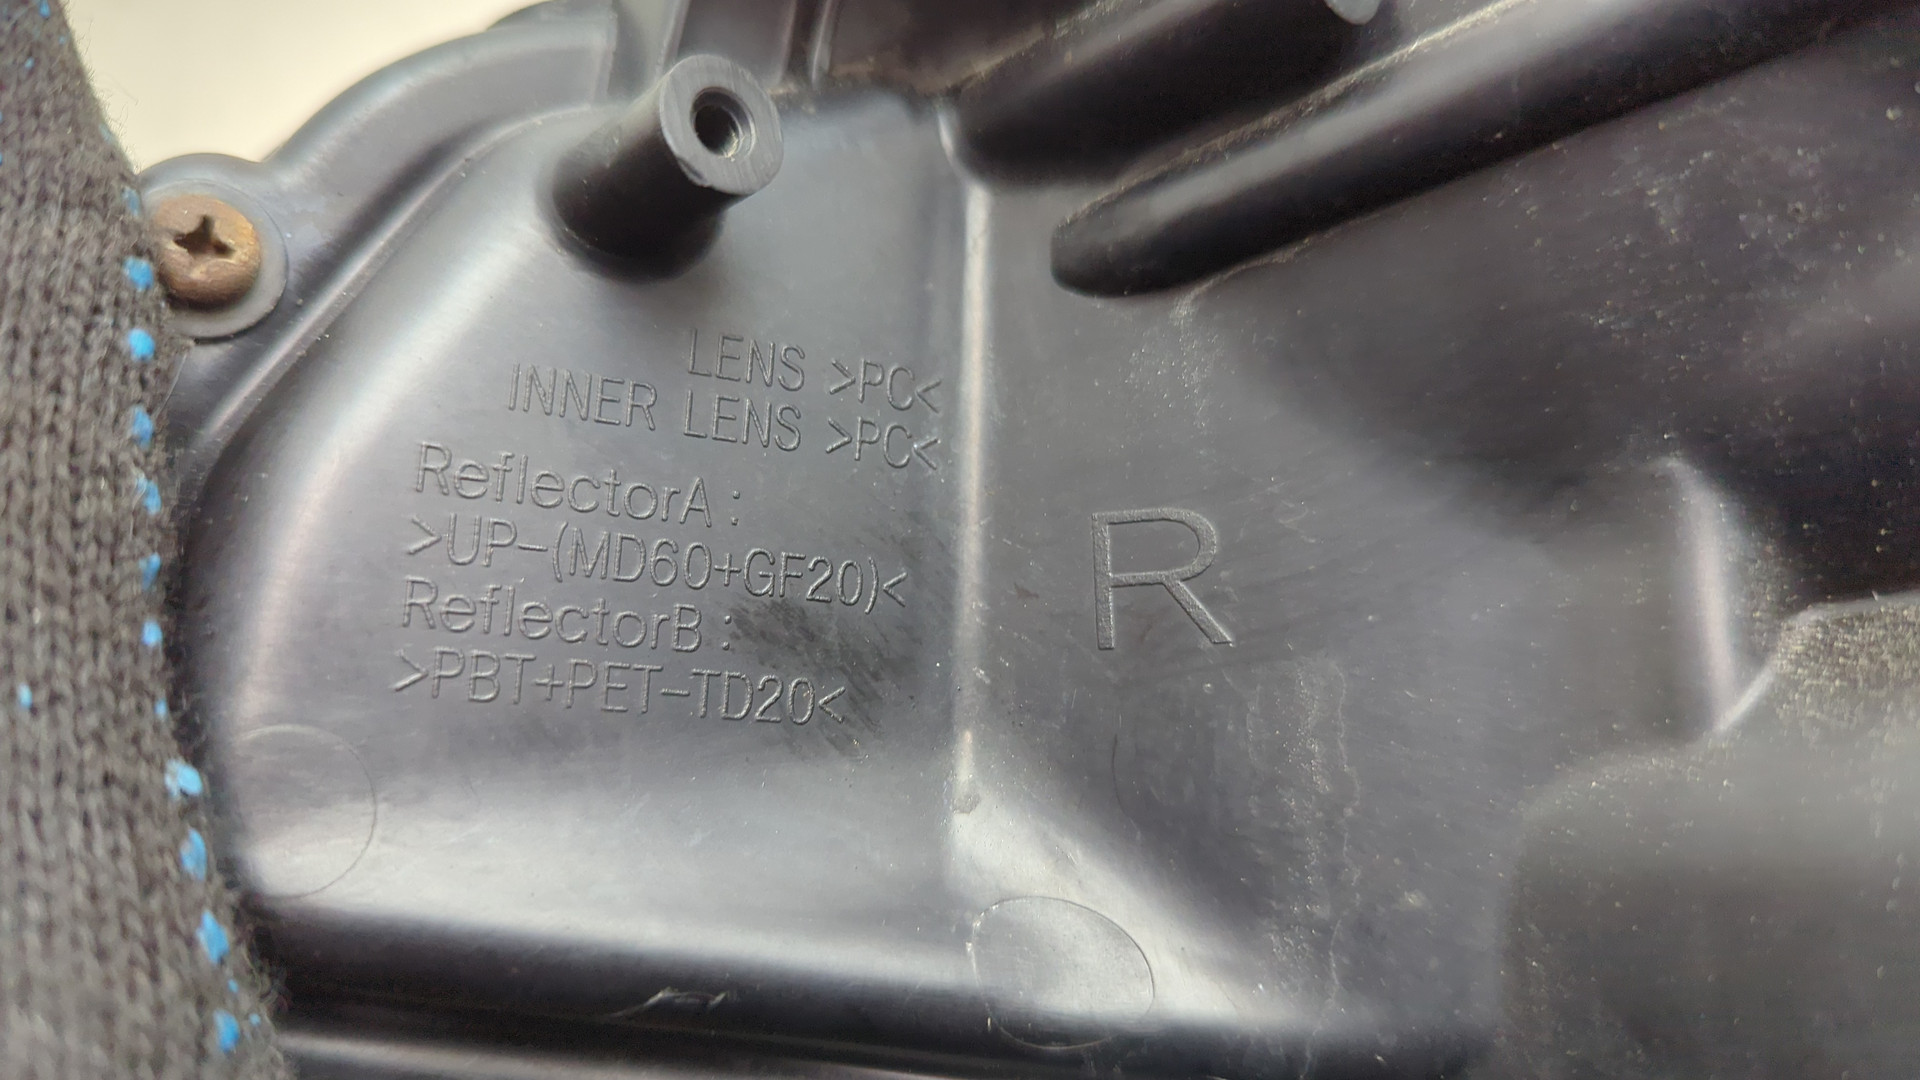 LENS >PC<
INNER LENS >PC<
ReflectorA :
>UP-(MD60+GF20)<
ReflectorB :
>PBT+PET-TD20<
R